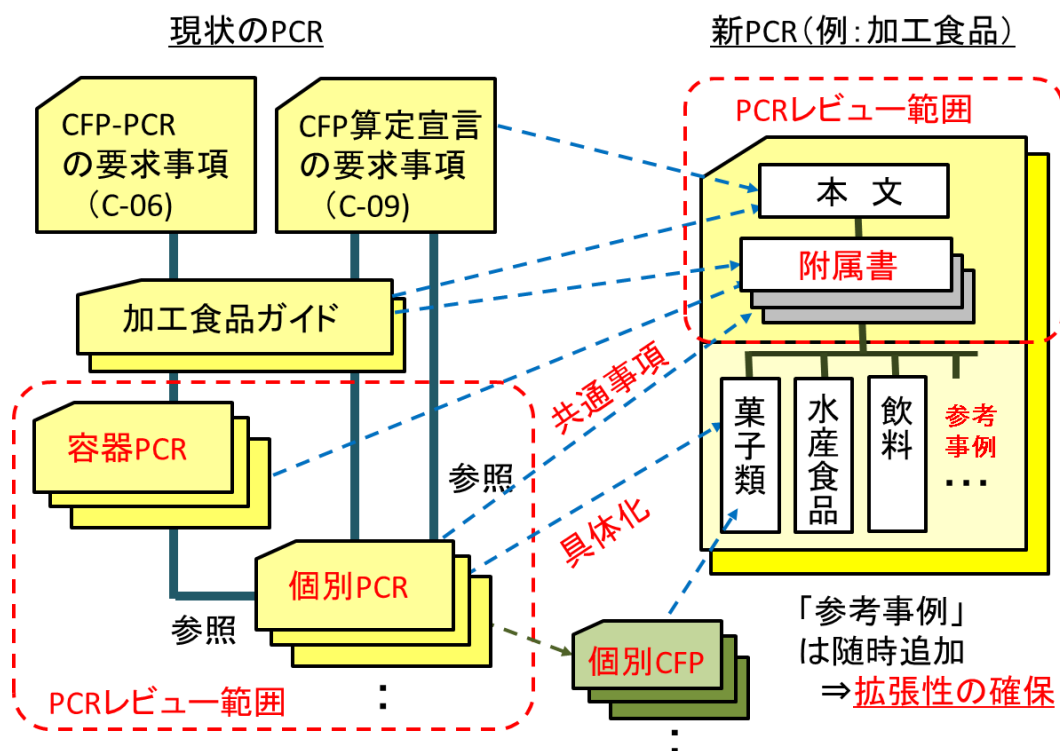 現状のPCR
新PCR(例:加工食品)
CFP-PCR
の要求事項
(C-06)
CFP算定宣言
の要求事項
(C-09)
加工食品ガイド
容器PCR
参照
個別PCR
参照
PCRレビュー範囲
:
共通事項
具体化
個別CFP
:
PCRレビュー範囲
本 文
附属書
菓子類
水産食品
飲料
参考
事例
・・・
「参考事例」
は随時追加
⇒拡張性の確保